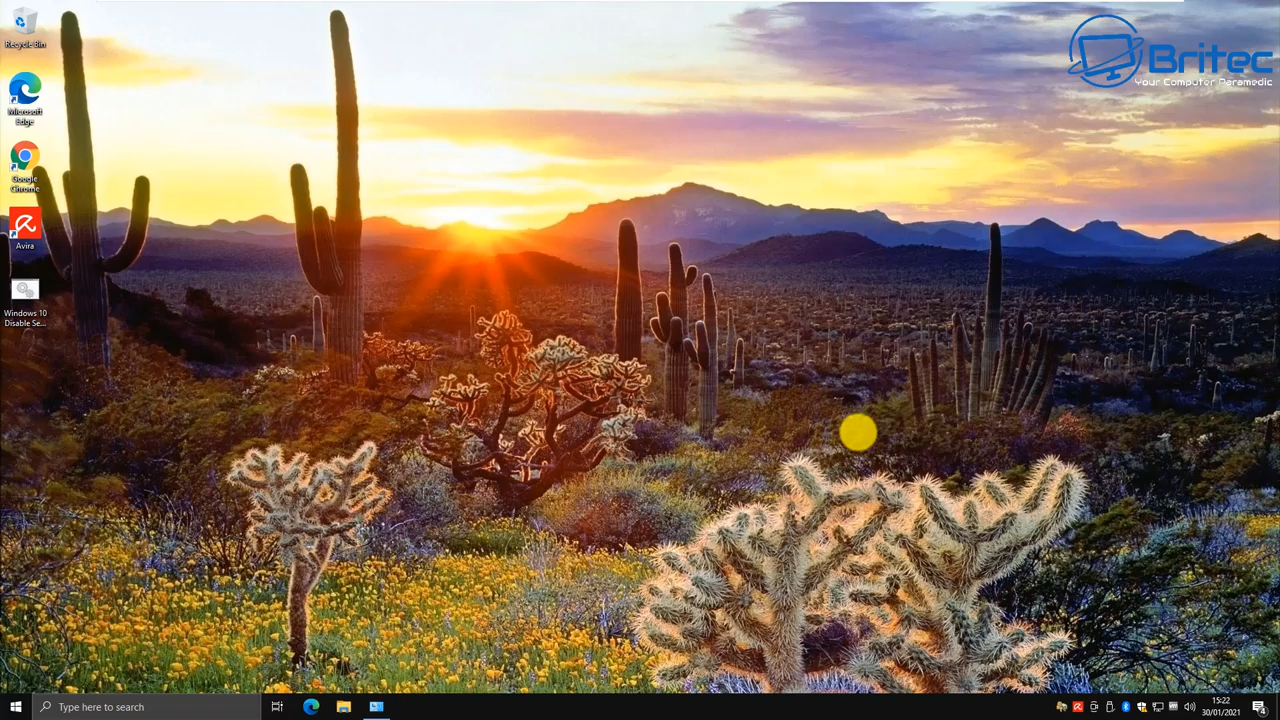 Recycle Bin
Microsoft
Edge
Google
Chrome
Avira
Windows 10
Disable Se...
Britec
Your Computer Paramedic
Type here to search
15:22
30/01/2021
4